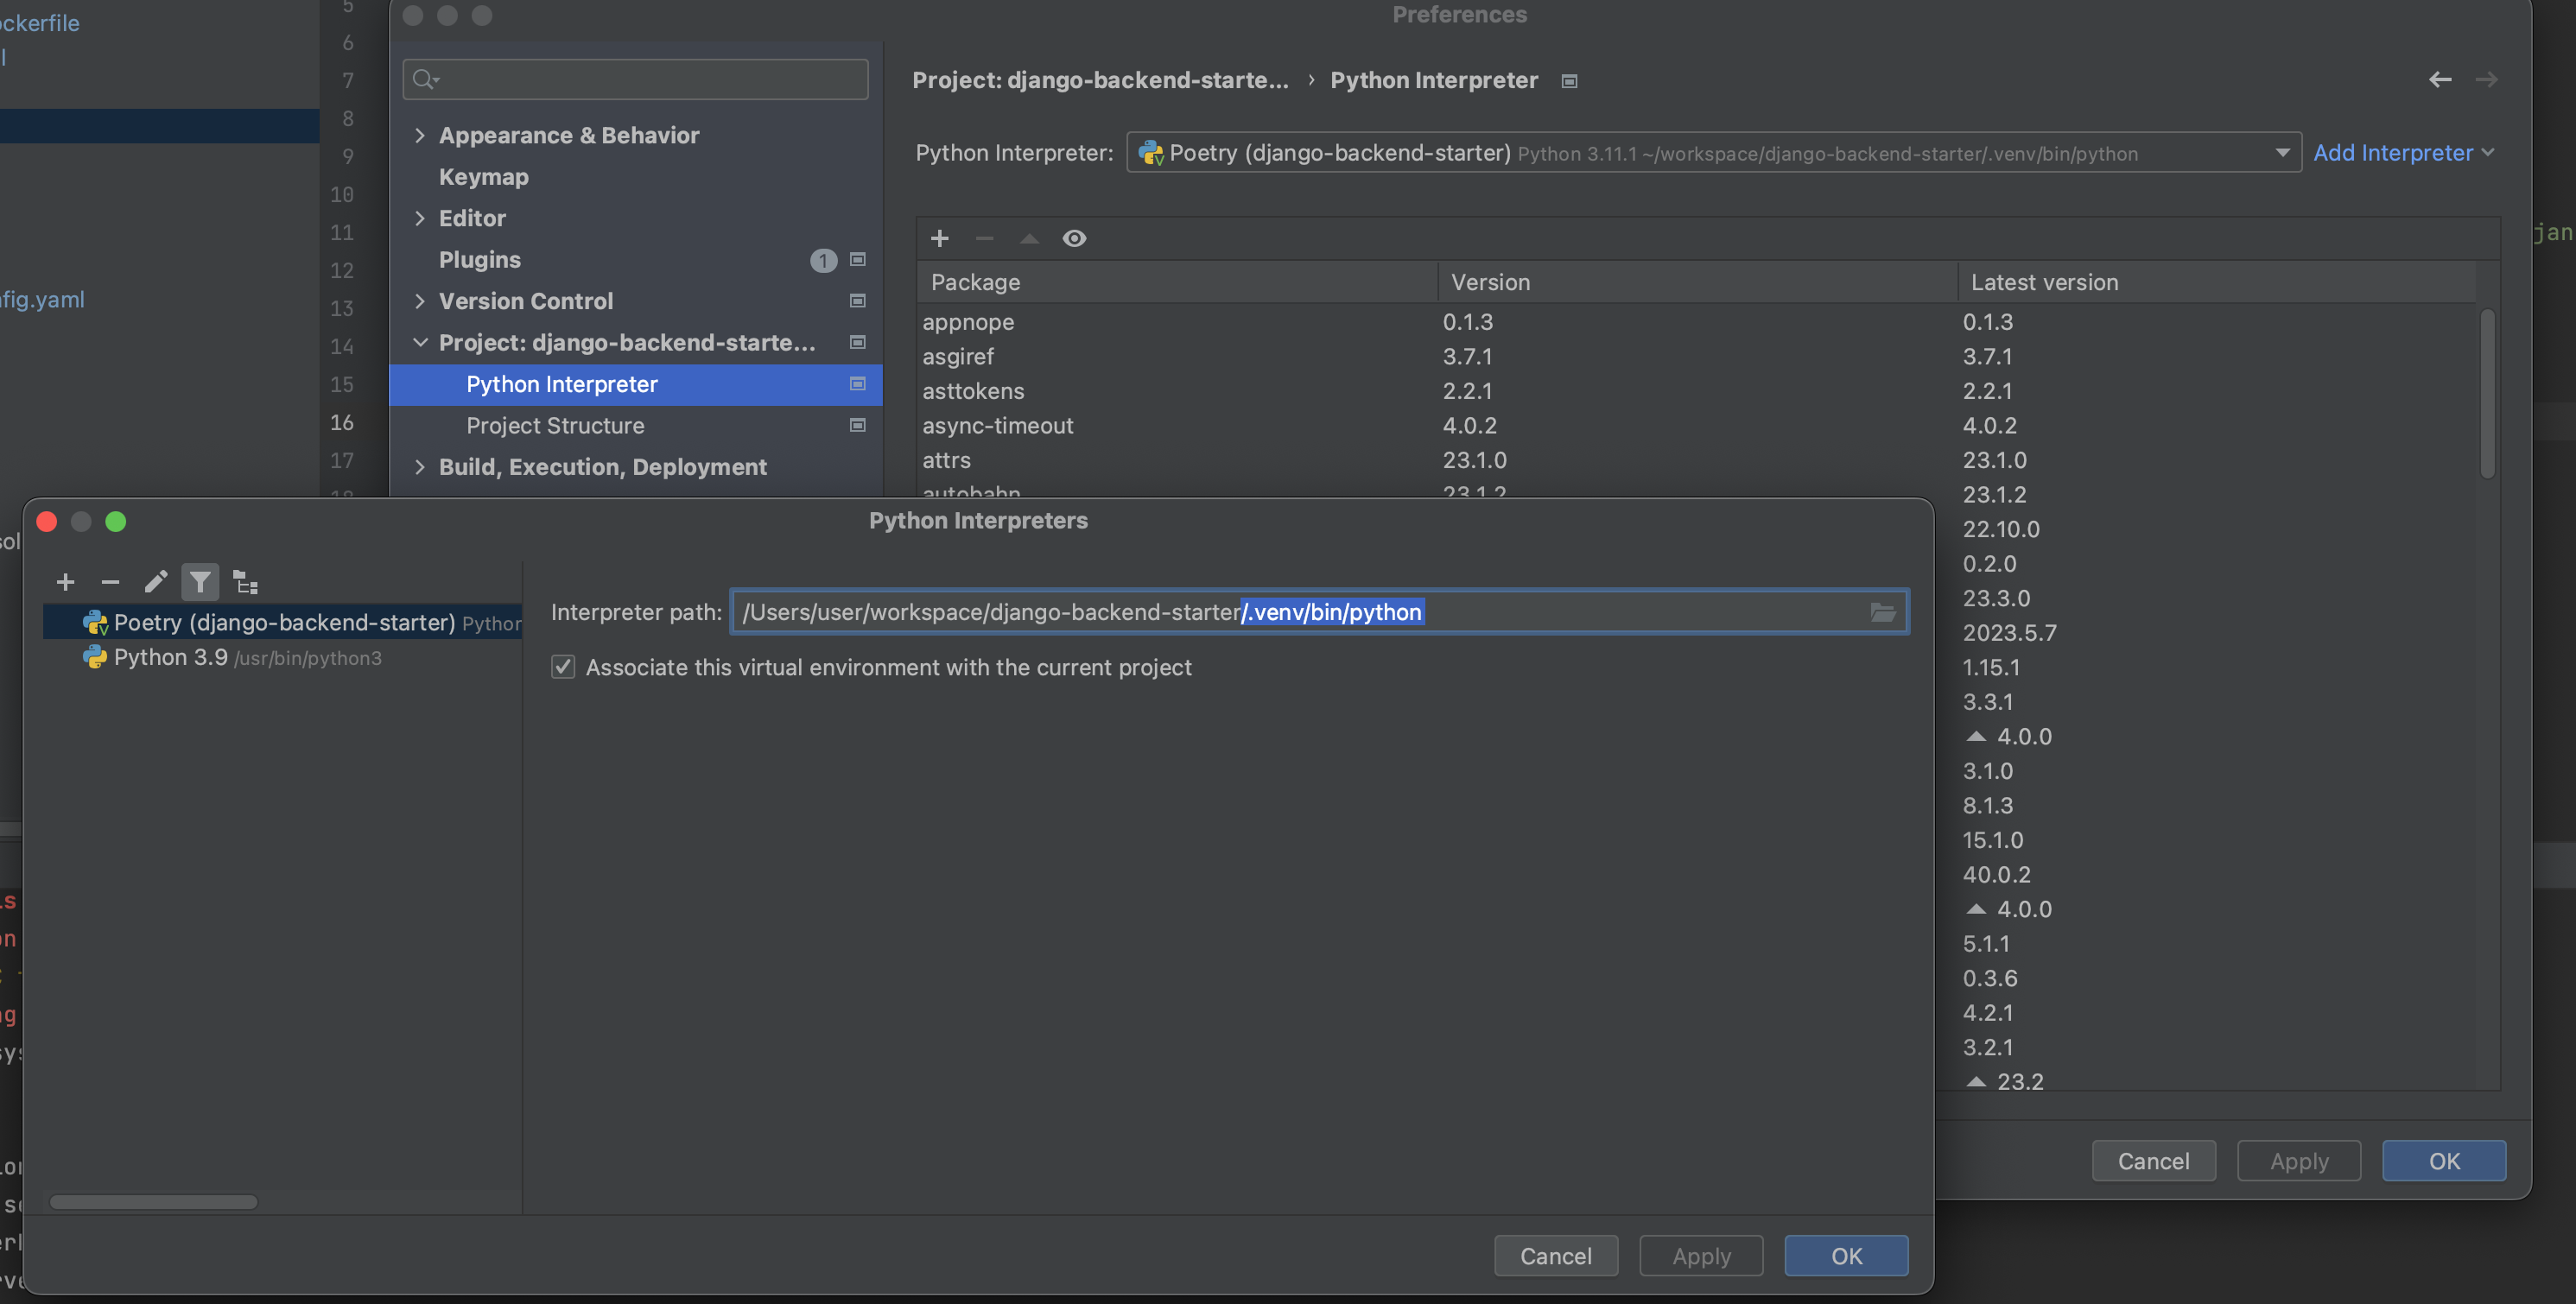 ockerfile
fig.yaml
5
6
7
8
9
10
11
12
13
14
15
16
17
Preferences
Appearance & Behavior
Keymap
Editor
Plugins 1
Version Control
Project: django-backend-starte...
Python Interpreter
Project Structure
Build, Execution, Deployment
Project: django-backend-starte... › Python Interpreter
Python Interpreter: Poetry (django-backend-starter) Python 3.11.1 ~/workspace/django-backend-starter/.venv/bin/python Add Interpreter
Package Version Latest version
appnope 0.1.3 0.1.3
asgiref 3.7.1 3.7.1
asttokens 2.2.1 2.2.1
async-timeout 4.0.2 4.0.2
attrs 23.1.0 23.1.0
autobahn 23.1.2 23.1.2
22.10.0
0.2.0
23.3.0
2023.5.7
1.15.1
3.3.1
4.0.0
3.1.0
8.1.3
15.1.0
40.0.2
4.0.0
5.1.1
0.3.6
4.2.1
3.2.1
23.2
Cancel Apply OK
jan
Python Interpreters
Poetry (django-backend-starter) Python
Python 3.9 /usr/bin/python3
Interpreter path: /Users/user/workspace/django-backend-starter/.venv/bin/python
Associate this virtual environment with the current project
Cancel Apply OK